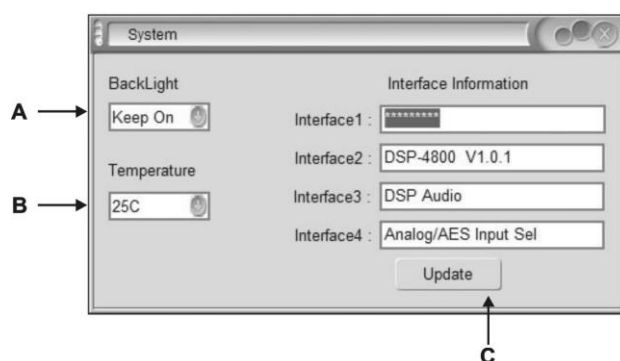 System
BackLight
Keep On
Temperature
25C
Interface Information
Interface1 : *********
Interface2 : DSP-4800 V1.0.1
Interface3 : DSP Audio
Interface4 : Analog/AES Input Sel
Update
A
B
C